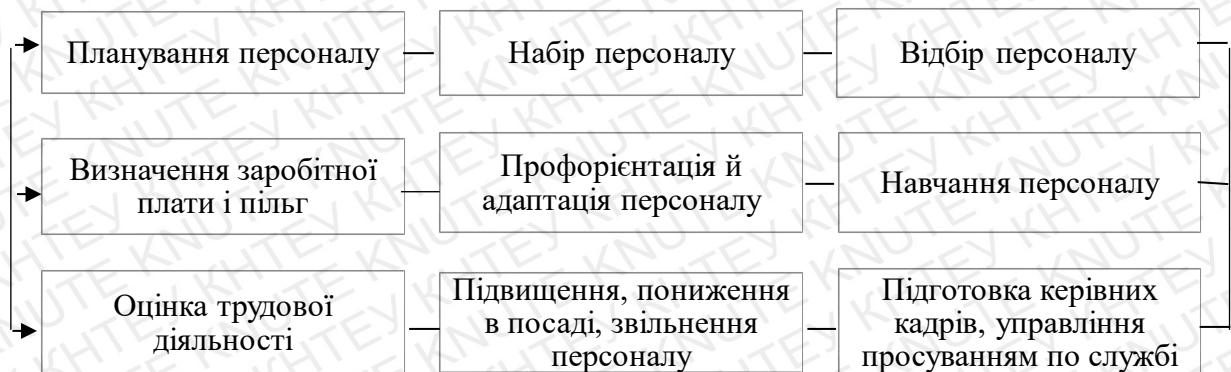 Планування персоналу
Набір персоналу
Відбір персоналу
Визначення заробітної
плати і пільг
Профорієнтація й
адаптація персоналу
Навчання персоналу
Оцінка трудової
діяльності
Підвищення, пониження
в посаді, звільнення
персоналу
Підготовка керівних
кадрів, управління
просуванням по службі